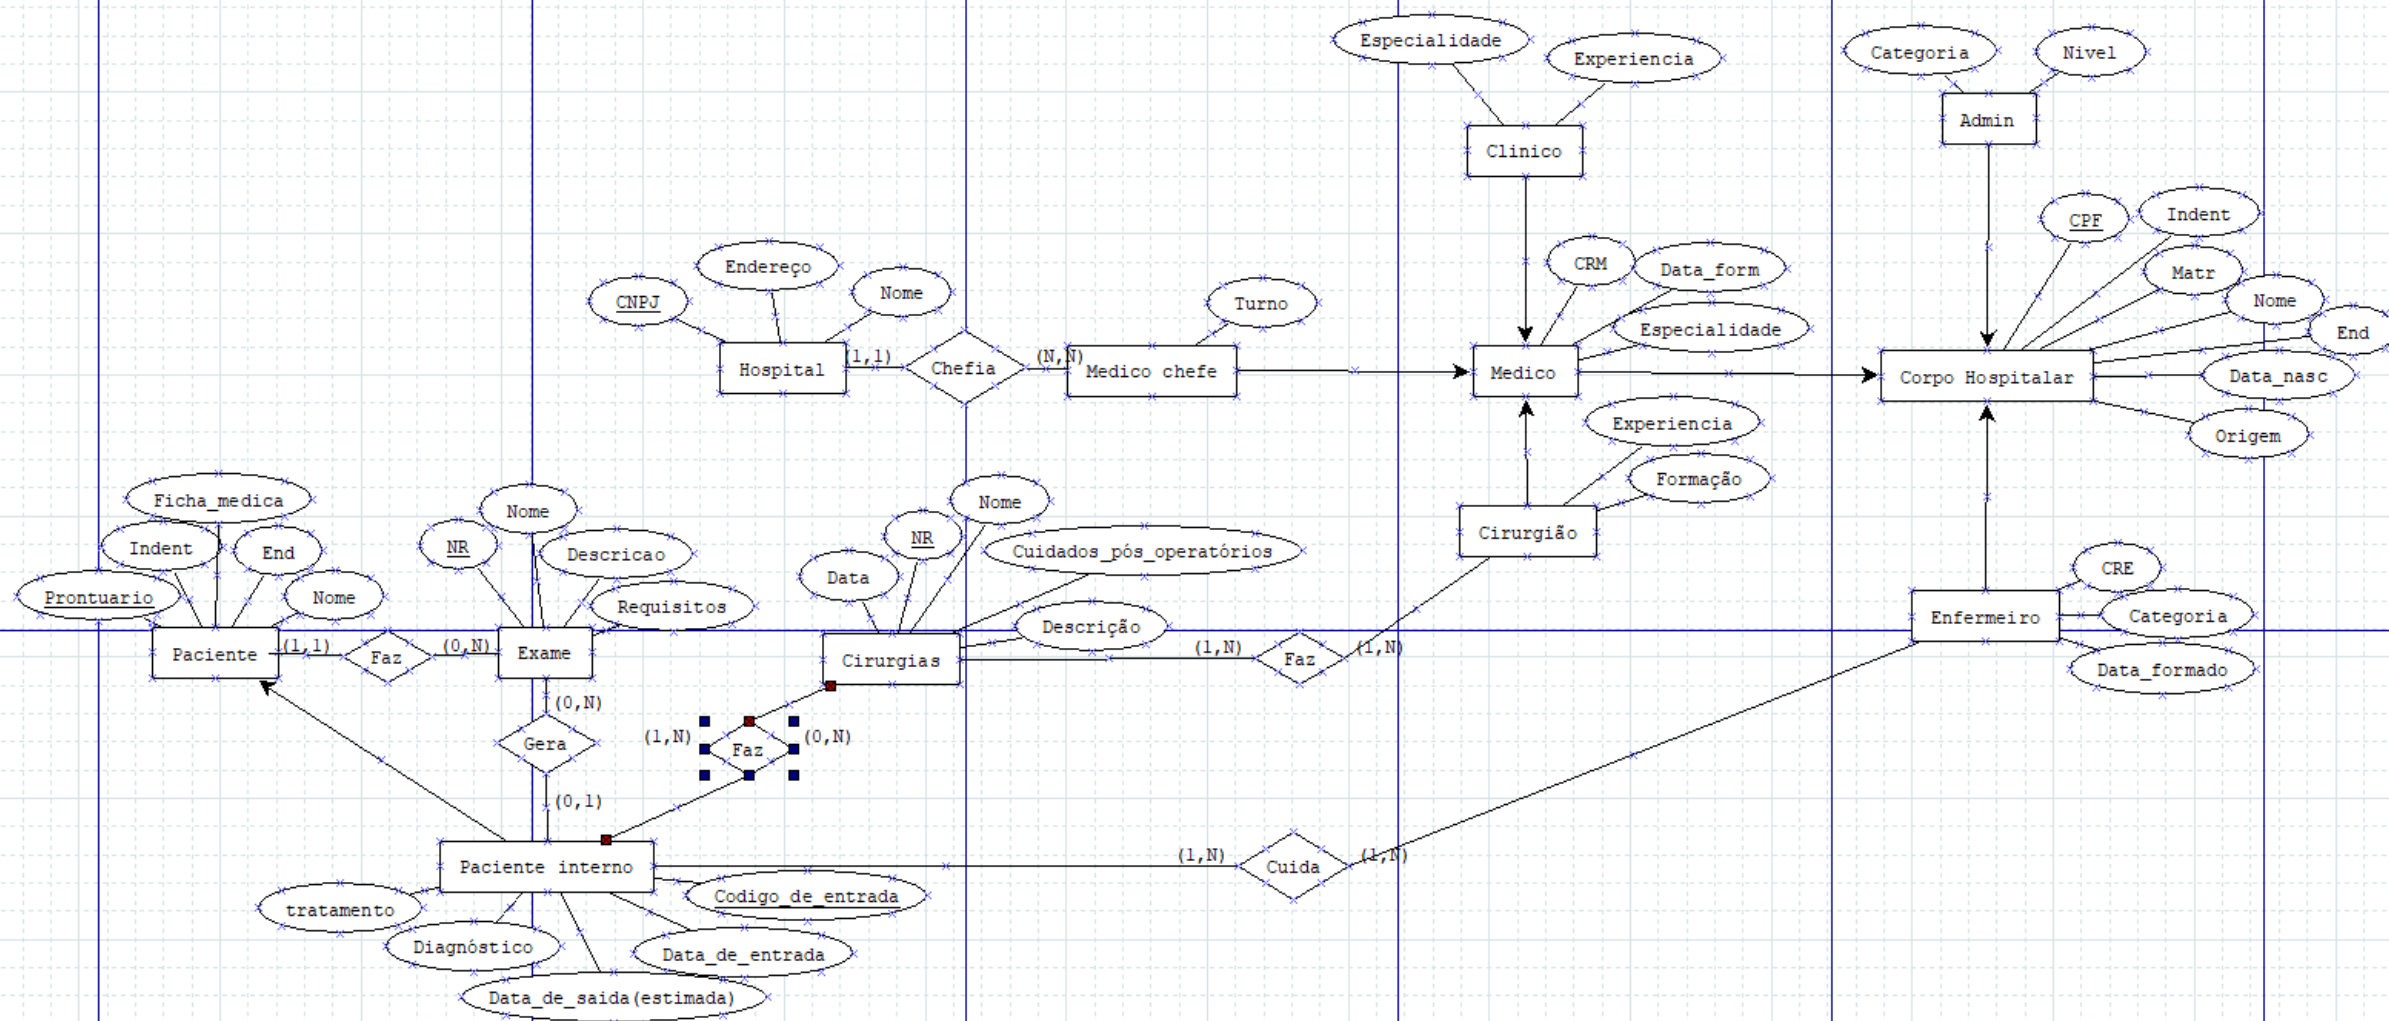 Especialidade
Experiencia
Categoria
Nivel
Admin
Clinico
CPF
Indent
Matr
Nome
End
Data_nasc
Origem
Corpo Hospitalar
CRM
Data_form
Especialidade
Medico
Endereço
CNPJ
Nome
Hospital
(1,1)
Chefia
(N,N)
Medico chefe
Turno
Experiencia
Formação
Cirurgião
Ficha_medica
Indent
End
Prontuario
Nome
Paciente
(1,1)
Faz
(0,N)
Nome
NR
Descricao
Requisitos
Exame
Nome
NR
Data
Cuidados_pós_operatórios
Descrição
Cirurgias
(1,N)
Faz
(1,N)
CRE
Enfermeiro
Categoria
Data_formado
(0,N)
Gera
(0,1)
(1,N)
Faz
(0,N)
Paciente interno
(1,N)
Cuida
(1,N)
tratamento
Codigo_de_entrada
Diagnóstico
Data_de_entrada
Data_de_saida(estimada)